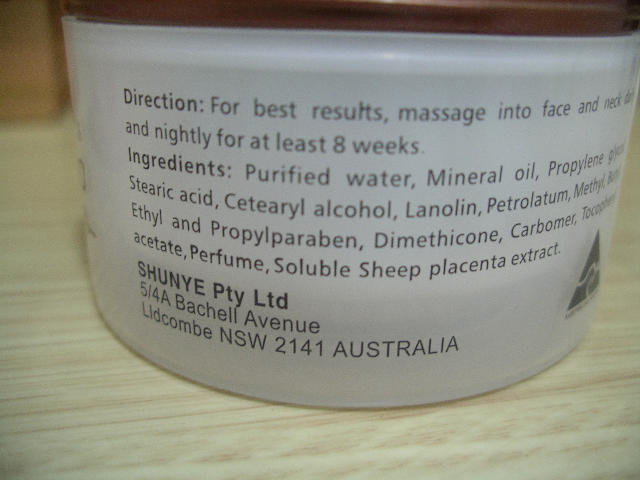 Direction: For best results, massage into face and neck
and nightly for at least 8 weeks.
Ingredients: Purified water, Mineral oil, Propylene
Stearic acid, Cetearyl alcohol, Lanolin, Petrolatum, Methyl,
Ethyl and Propylparaben, Dimethicone, Carbomer,
acetate, Perfume, Soluble Sheep placenta extract.
SHUNYE Pty Ltd
5/4A Bachell Avenue
Lidcombe NSW 2141 AUSTRALIA